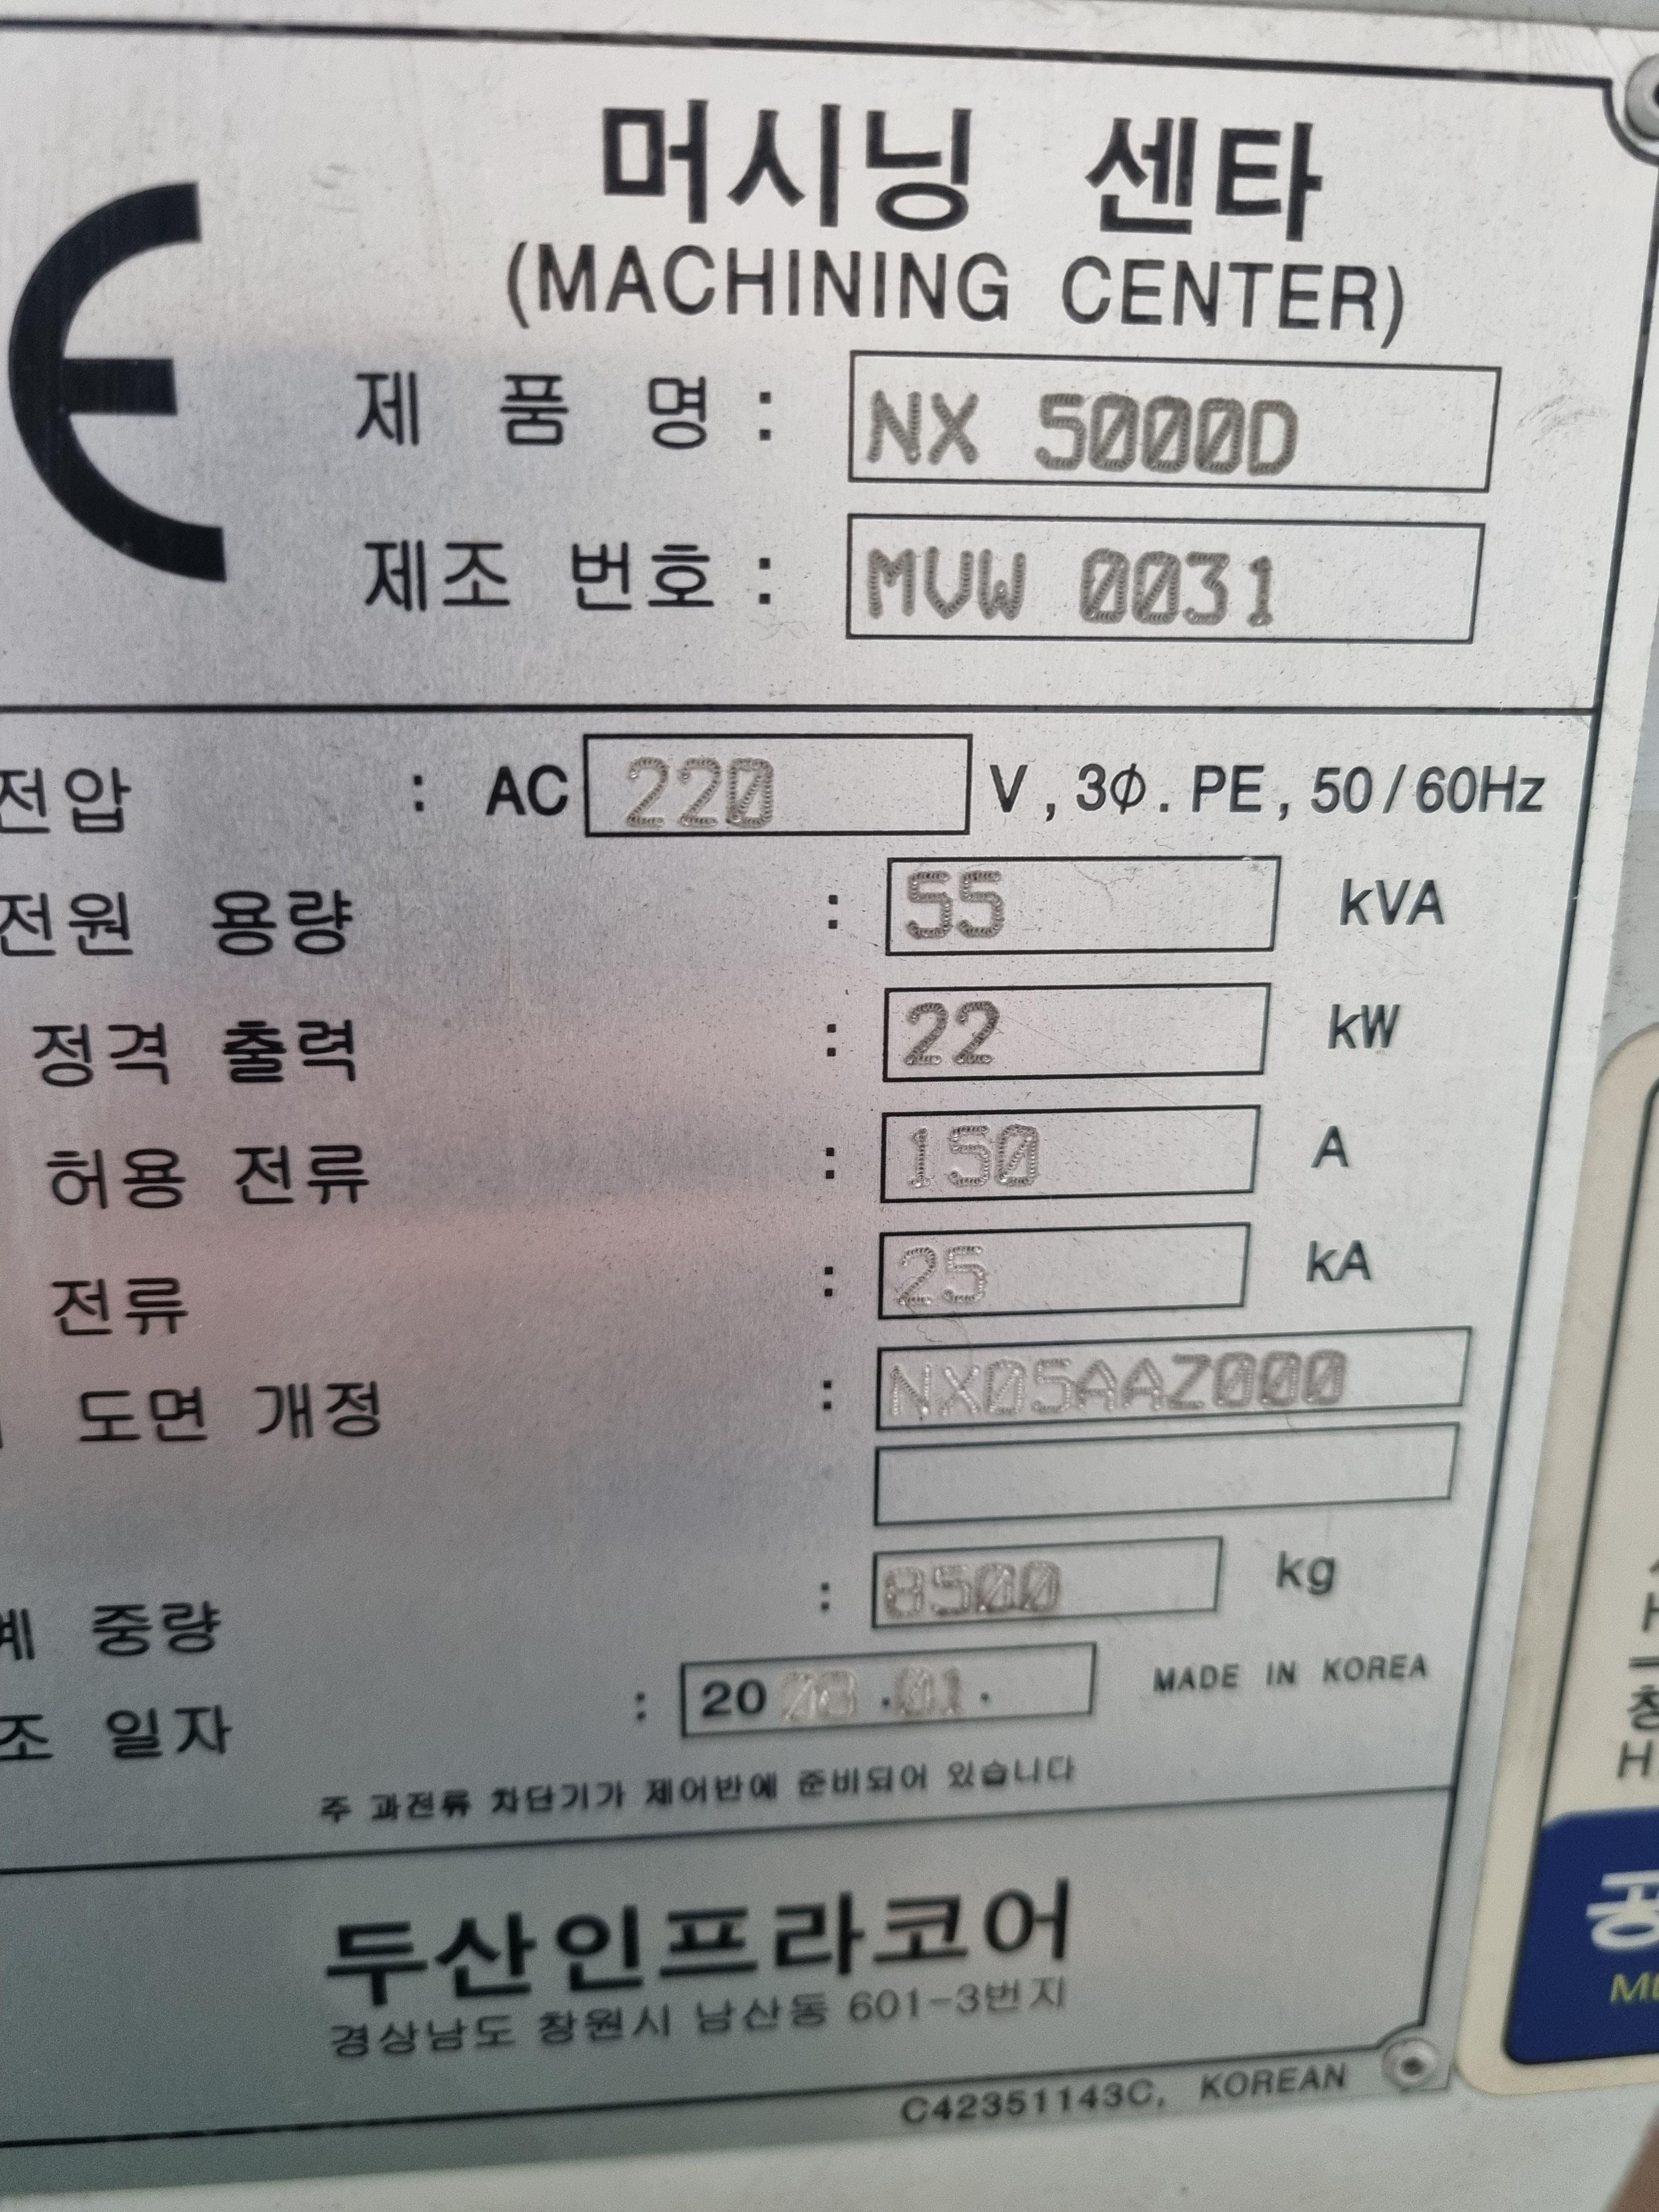 CE
머시닝 센타
(MACHINING CENTER)
제 품 명 : NX 5000D
제조 번호 : MVW 0031
전압 : AC 220 V , 3Φ . PE , 50 / 60Hz
전원 용량 : 55 kVA
정격 출력 : 22 kW
허용 전류 : 150 A
전류 : 25 kA
도면 개정 : NX05AAZ000
중량 : 8500 kg
일자 : 20 08 .01. MADE IN KOREA
주 과전류 차단기가 제어반에 준비되어 있습니다
두산인프라코어
경상남도 창원시 남산동 601-3번지
C42351143C, KOREAN